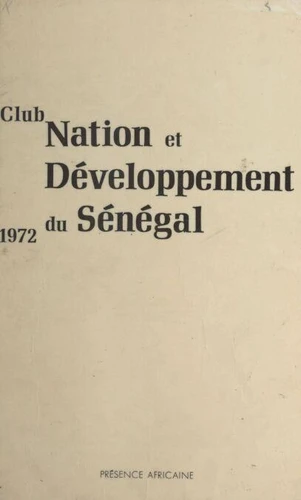 Club
Nation et
Développement
1972 du Sénégal
PRÉSENCE AFRICAINE